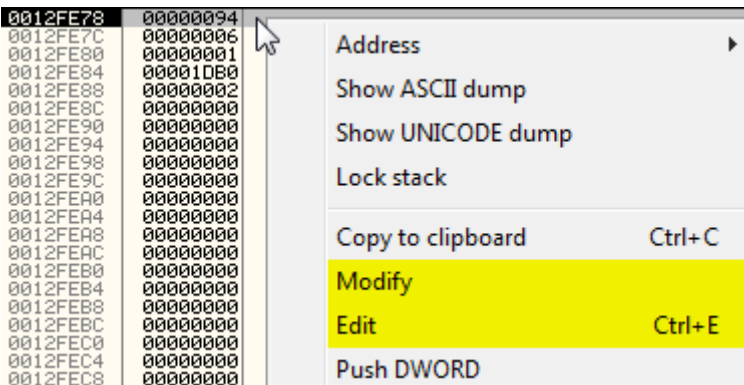 0012FE78 00000094
0012FE7C 00000006
0012FE80 00000001
0012FE84 00001DB0
0012FE88 00000002
0012FE8C 00000000
0012FE90 00000000
0012FE94 00000000
0012FE98 00000000
0012FE9C 00000000
0012FEA0 00000000
0012FEA4 00000000
0012FEA8 00000000
0012FEAC 00000000
0012FEB0 00000000
0012FEB4 00000000
0012FEB8 00000000
0012FEBC 00000000
0012FEC0 00000000
0012FEC4 00000000
0012FEC8 00000000
Address
Show ASCII dump
Show UNICODE dump
Lock stack
Copy to clipboard Ctrl+C
Modify
Edit Ctrl+E
Push DWORD